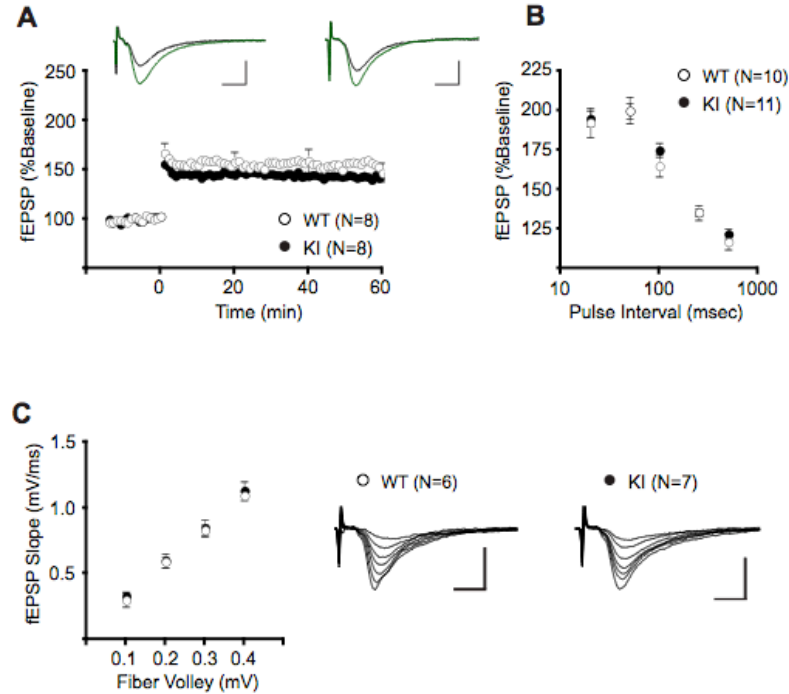 A
250
200
150
100
fEPSP (%Baseline)
WT (N=8)
KI (N=8)
0 20 40 60
Time (min)
B
225
200
175
150
125
fEPSP (%Baseline)
WT (N=10)
KI (N=11)
10 100 1000
Pulse Interval (msec)
C
1.5
1.0
0.5
fEPSP Slope (mV/ms)
0.1 0.2 0.3 0.4
Fiber Volley (mV)
WT (N=6)
KI (N=7)